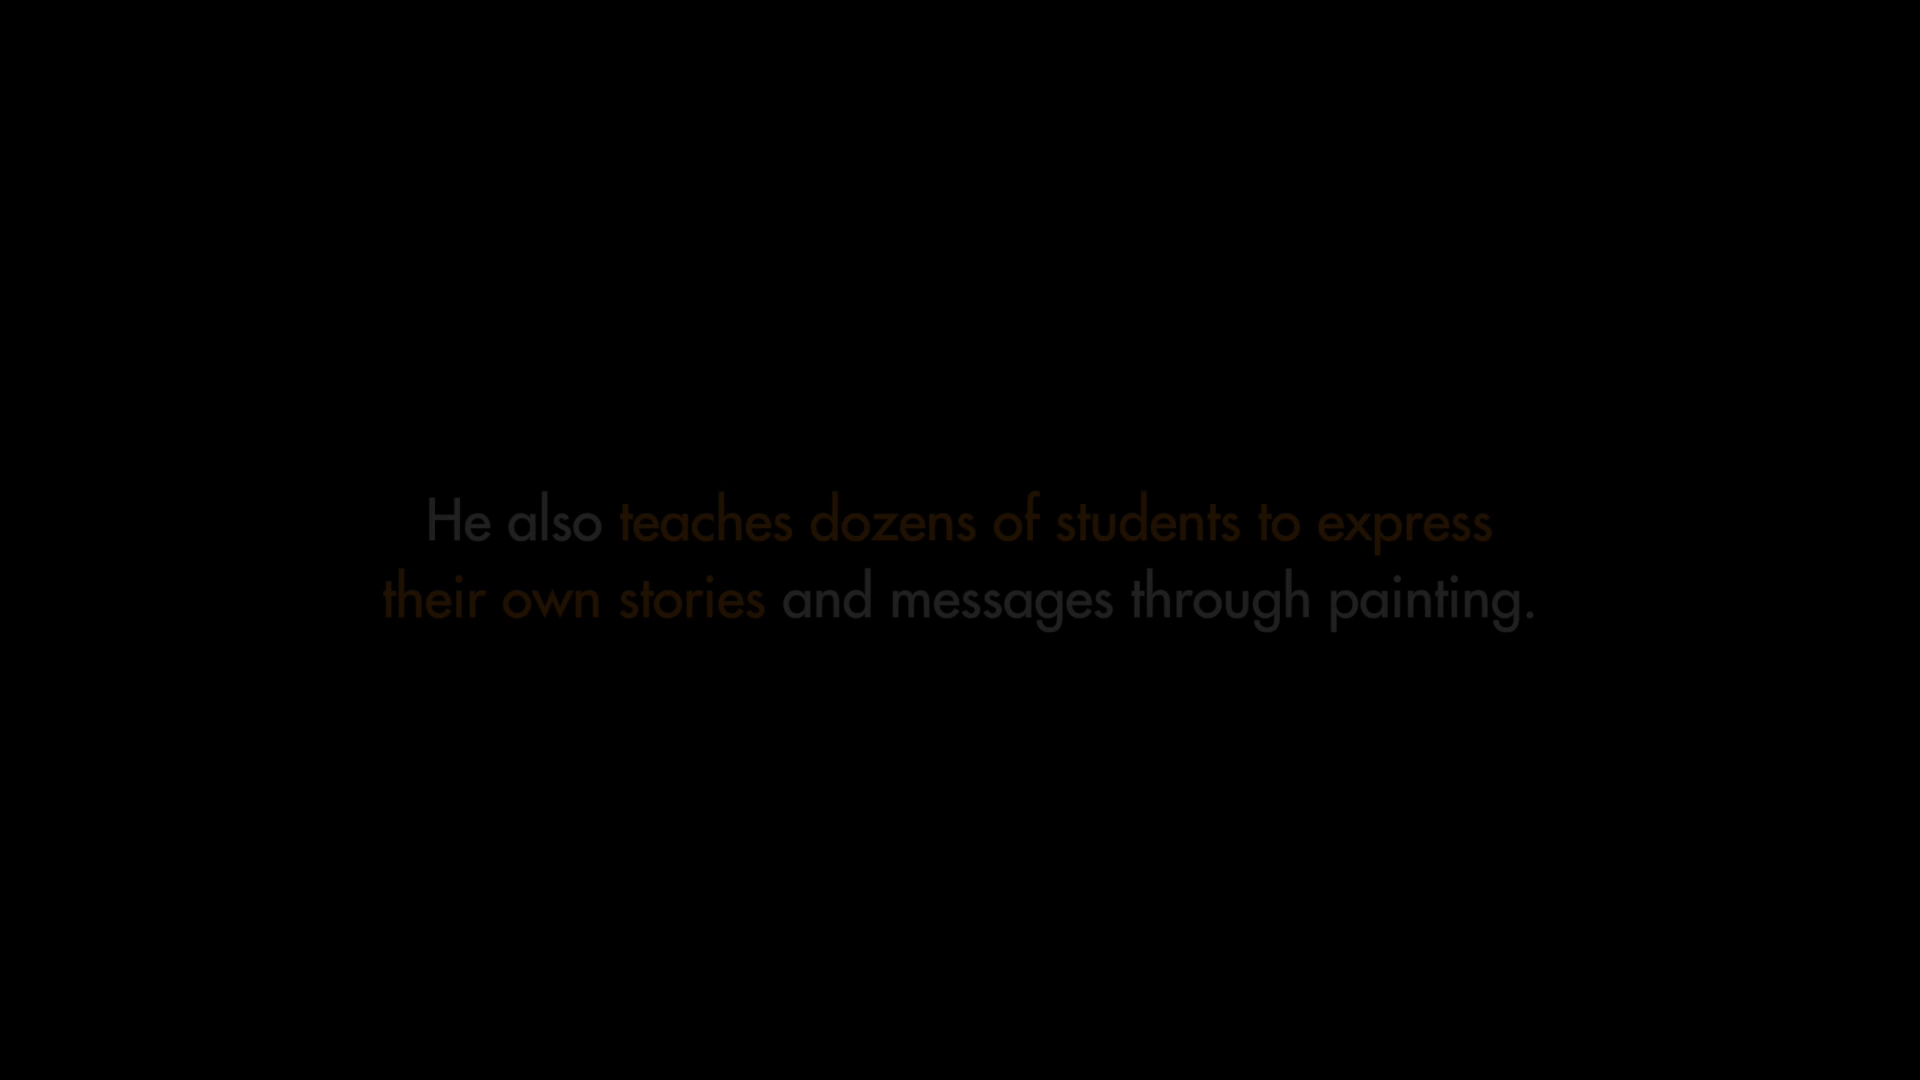 He also teaches dozens of students to express
their own stories and messages through painting.